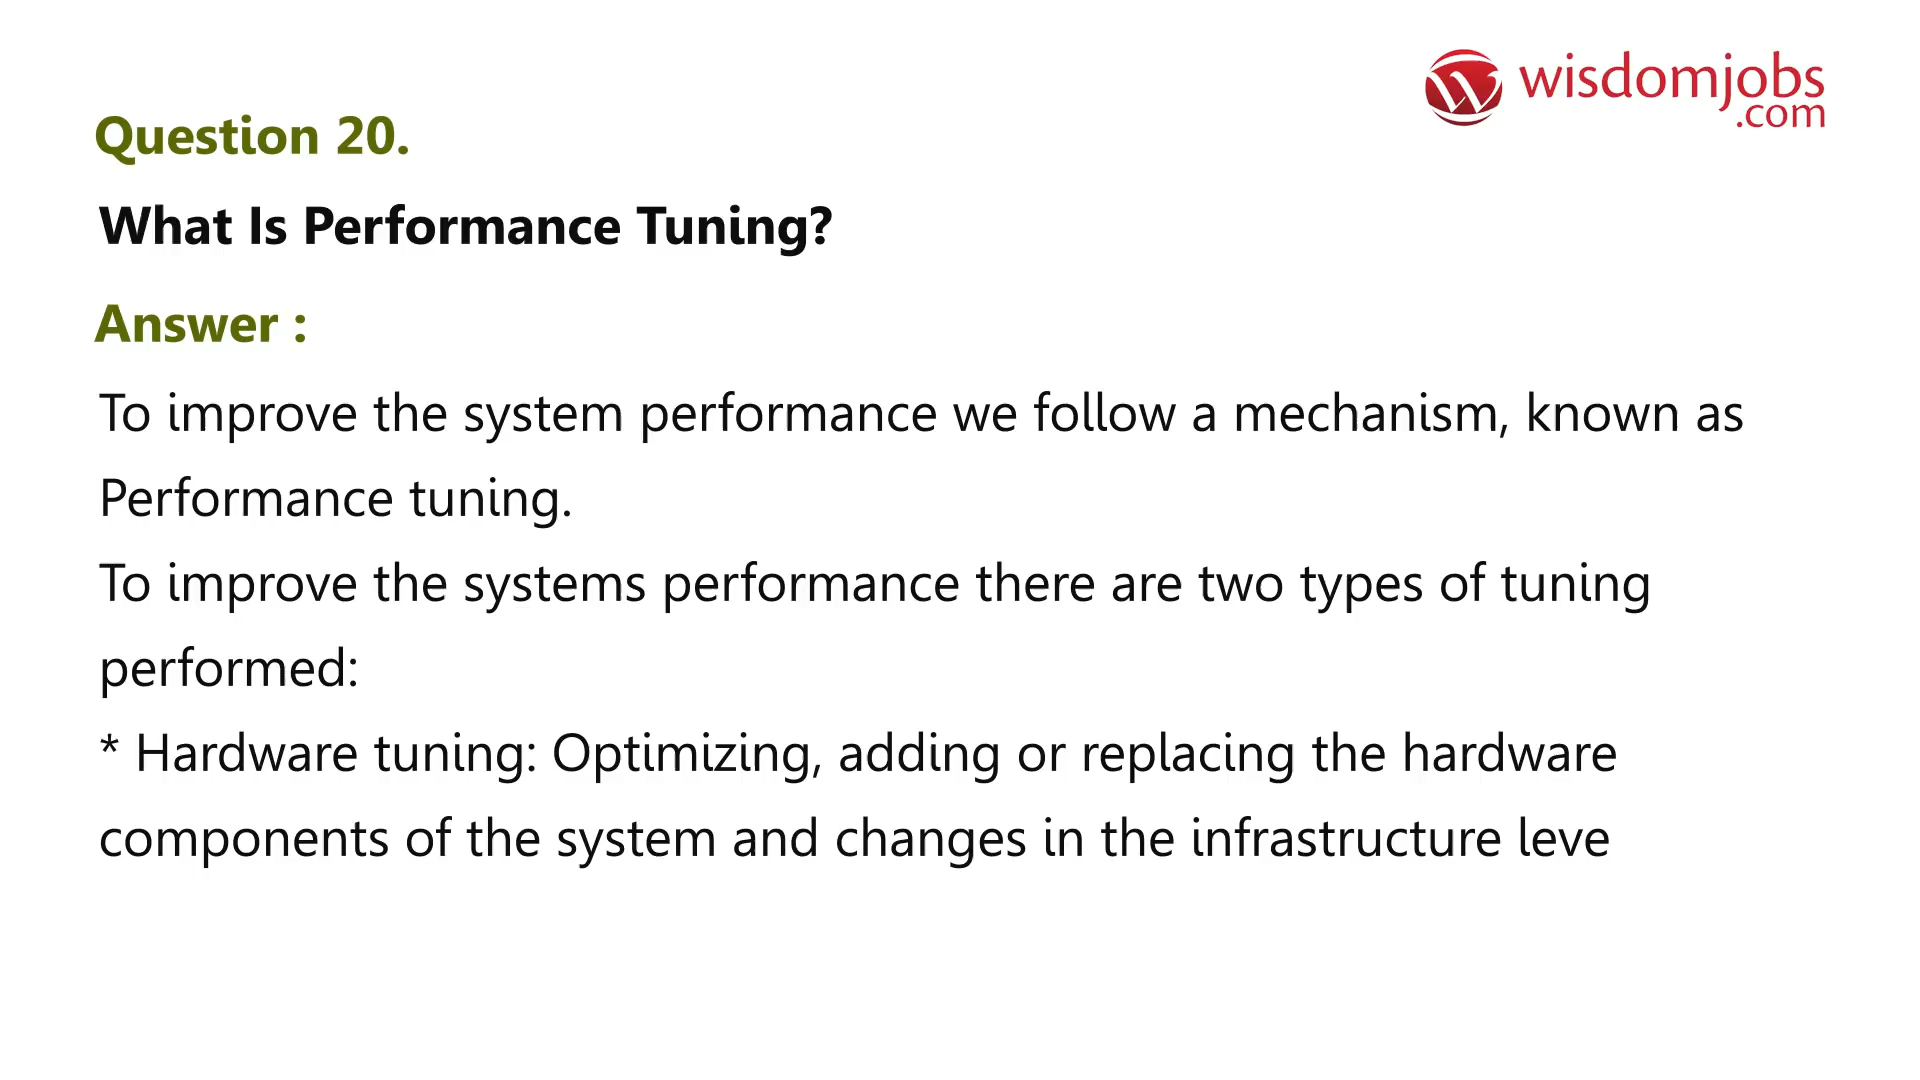 wisdomjobs
.com
Question 20.
What Is Performance Tuning?
Answer :
To improve the system performance we follow a mechanism, known as
Performance tuning.
To improve the systems performance there are two types of tuning
performed:
* Hardware tuning: Optimizing, adding or replacing the hardware
components of the system and changes in the infrastructure leve